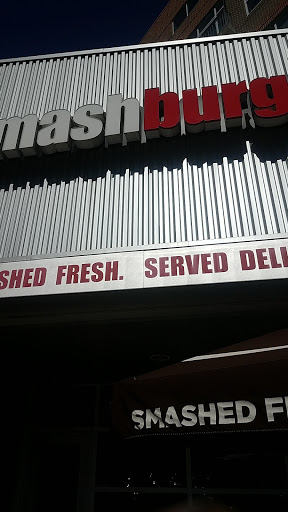 mashburg
SHED FRESH. SERVED DELI
SMASHED F